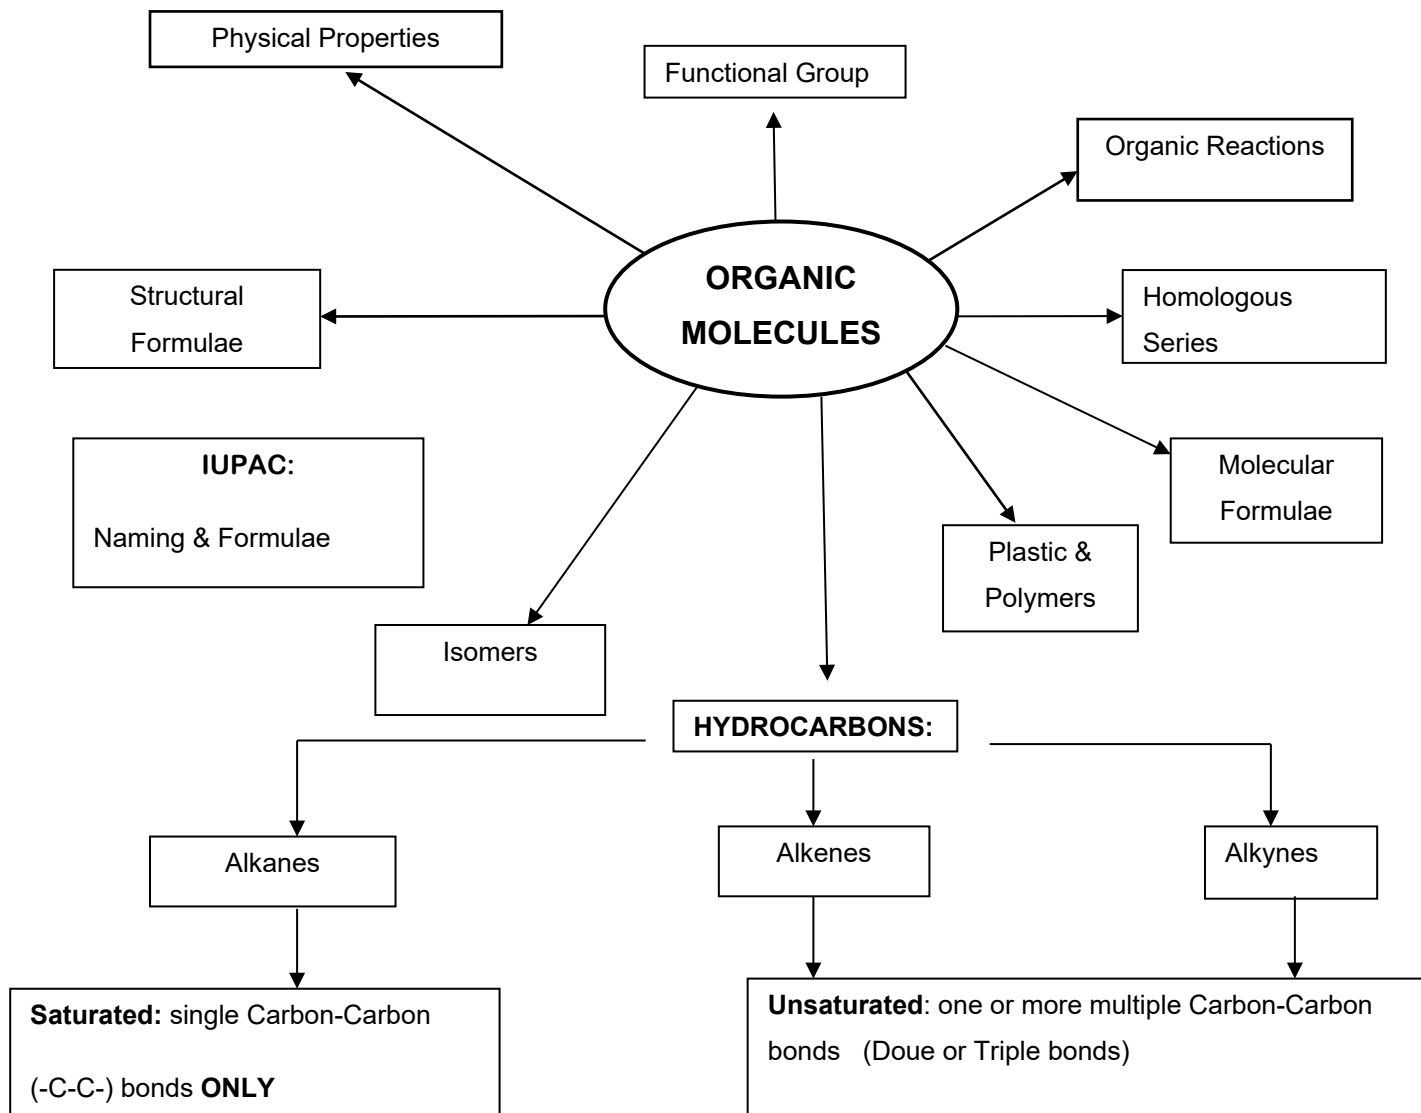 Physical Properties
Functional Group
Organic Reactions
ORGANIC
MOLECULES
Structural
Formulae
Homologous
Series
IUPAC:
Naming & Formulae
Molecular
Formulae
Plastic &
Polymers
Isomers
HYDROCARBONS:
Alkanes
Alkenes
Alkynes
Saturated: single Carbon-Carbon
(-C-C-) bonds ONLY
Unsaturated: one or more multiple Carbon-Carbon
bonds (Doue or Triple bonds)